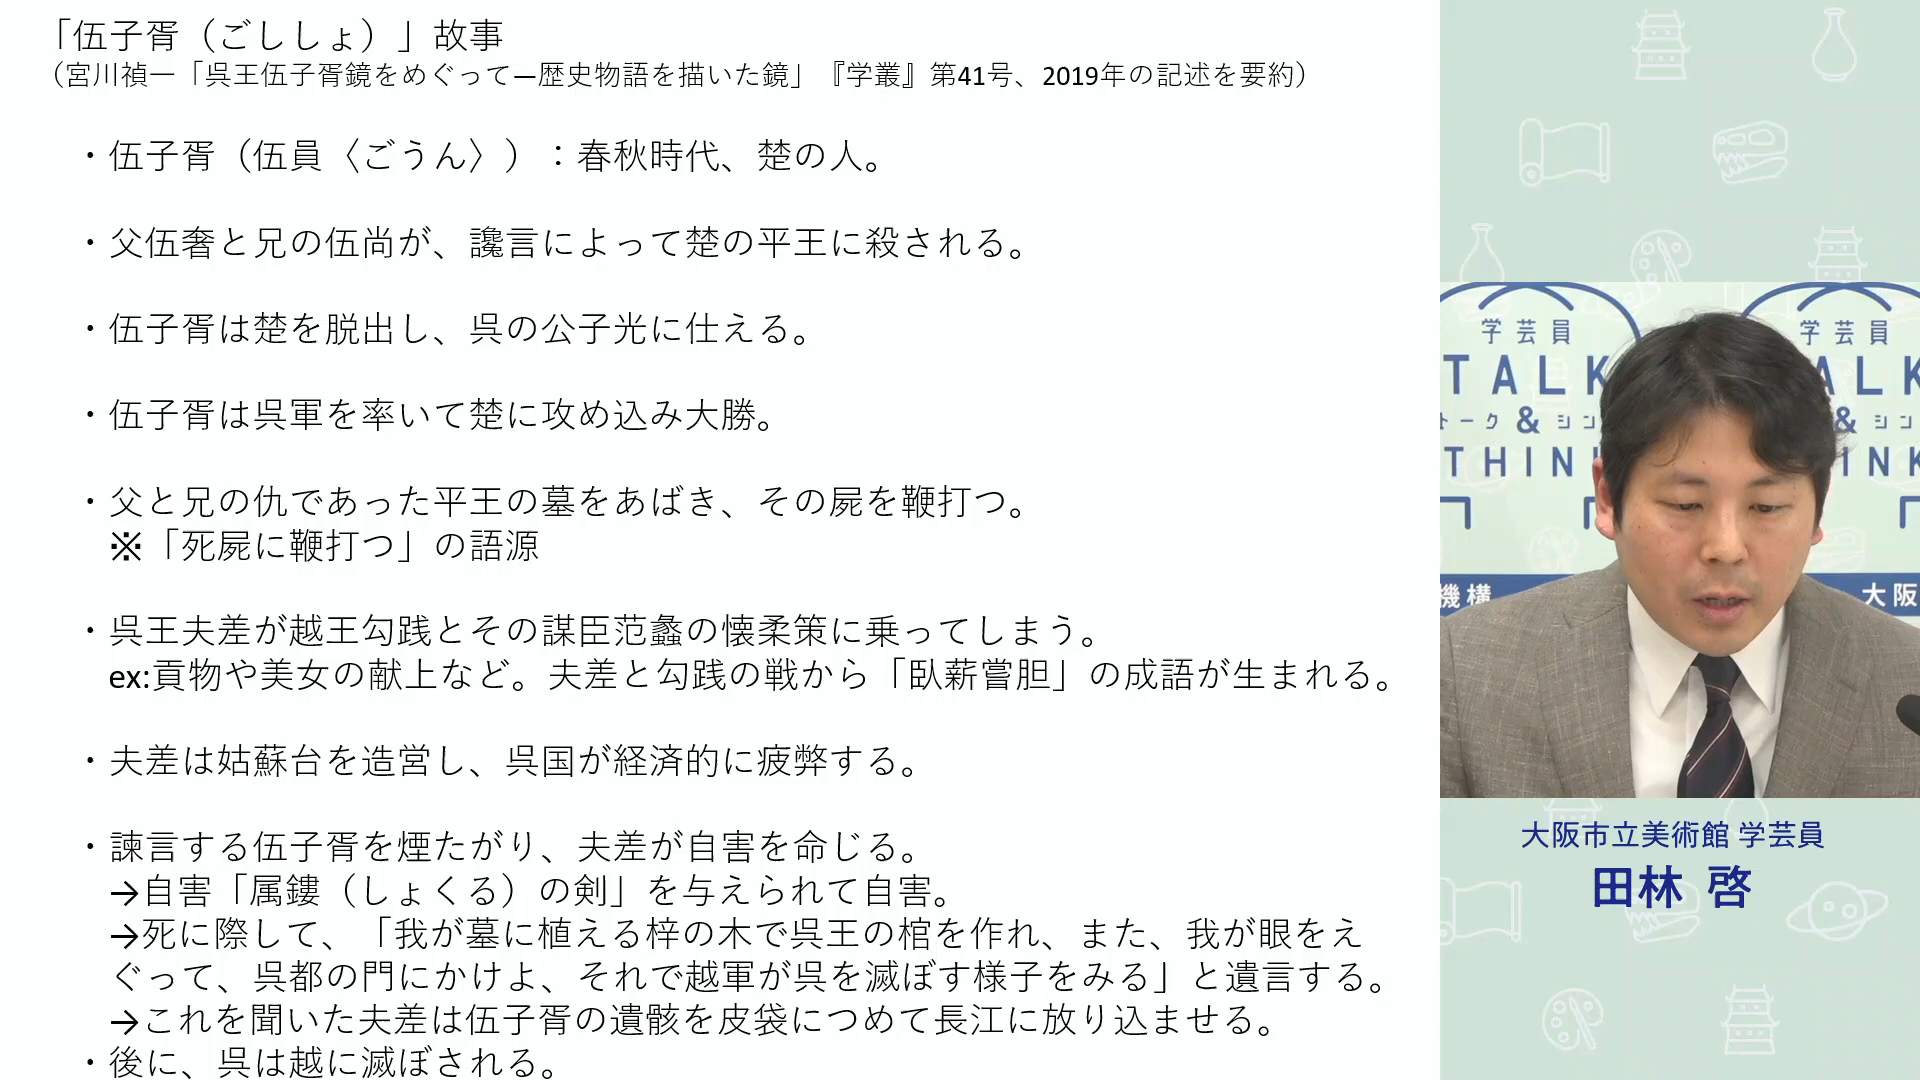 「伍子胥（ごししょ）」故事
（宮川禎一「呉王伍子胥鏡をめぐって―歴史物語を描いた鏡」『学叢』第41号、2019年の記述を要約）
・伍子胥（伍員〈ごうん〉）：春秋時代、楚の人。
・父伍奢と兄の伍尚が、讒言によって楚の平王に殺される。
・伍子胥は楚を脱出し、呉の公子光に仕える。
・伍子胥は呉軍を率いて楚に攻め込み大勝。
・父と兄の仇であった平王の墓をあばき、その屍を鞭打つ。
※「死屍に鞭打つ」の語源
・呉王夫差が越王勾践とその謀臣范蠡の懐柔策に乗ってしまう。
ex:貢物や美女の献上など。夫差と勾践の戦から「臥薪嘗胆」の成語が生まれる。
・夫差は姑蘇台を造営し、呉国が経済的に疲弊する。
・諫言する伍子胥を煙たがり、夫差が自害を命じる。
→自害「属鏤（しょくる）の剣」を与えられて自害。
→死に際して、「我が墓に植える梓の木で呉王の棺を作れ、また、我が眼をえ
ぐって、呉都の門にかけよ、それで越軍が呉を滅ぼす様子をみる」と遺言する。
→これを聞いた夫差は伍子胥の遺骸を皮袋につめて長江に放り込ませる。
・後に、呉は越に滅ぼされる。
学芸員
TALK
トーク & シン
THIN
機構
学芸員
ALK
& シン
INK
大阪
大阪市立美術館 学芸員
田林 啓